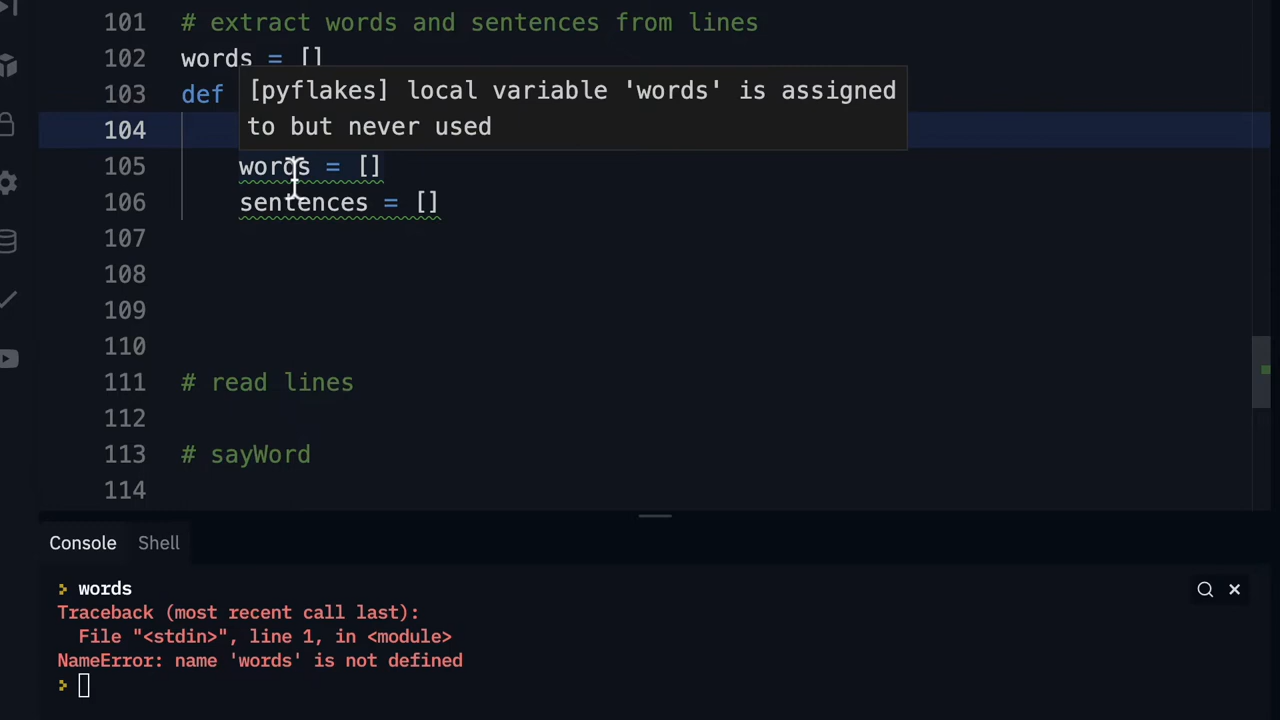 101 # extract words and sentences from lines
102 words = []
103 def
[pyflakes] local variable 'words' is assigned
to but never used
104
105 words = []
106 sentences = []
107
108
109
110
111 # read lines
112
113 # sayWord
114
Console Shell
words
Traceback (most recent call last):
File "<stdin>", line 1, in <module>
NameError: name 'words' is not defined